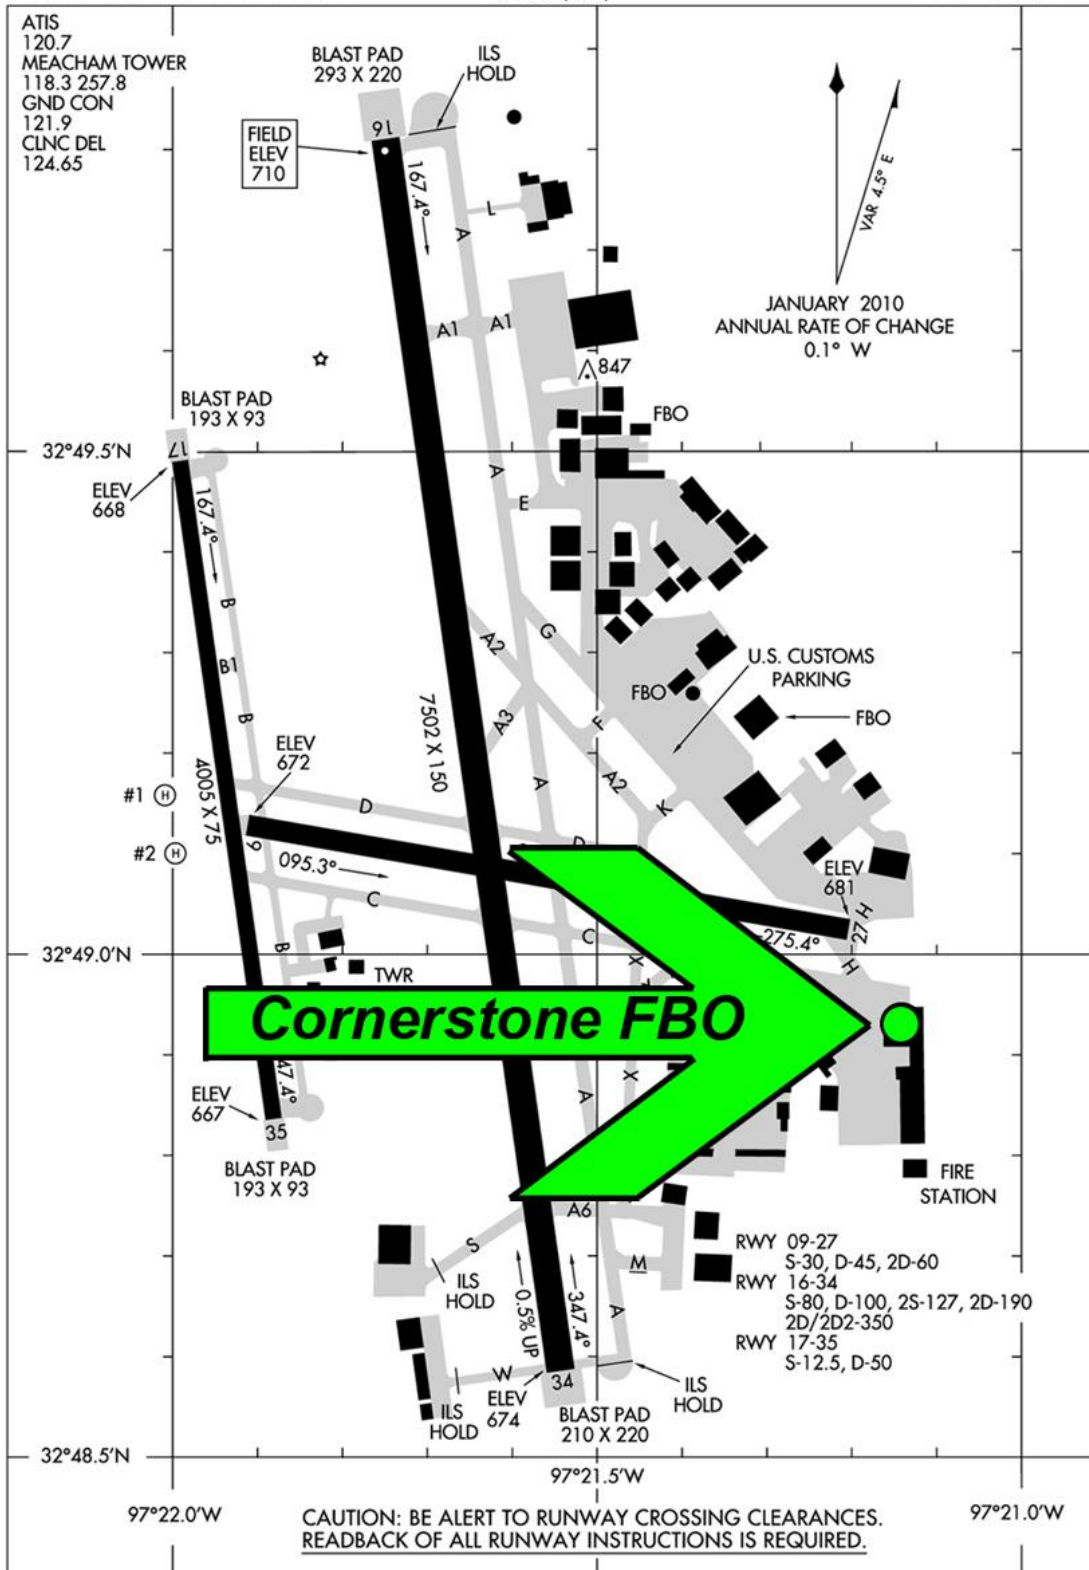 ATIS
120.7
MEACHAM TOWER
118.3 257.8
GND CON
121.9
CLNC DEL
124.65
BLAST PAD
293 X 220
ILS
HOLD
FIELD
ELEV
710
16
167.4°
L
A
A1
A1
VAR 4.5° E
JANUARY 2010
ANNUAL RATE OF CHANGE
0.1° W
847
FBO
BLAST PAD
193 X 93
17
32°49.5'N
ELEV
668
167.4°
A
E
B
B1
B
A2
G
U.S. CUSTOMS
PARKING
FBO
FBO
7502 X 150
A3
F
ELEV
672
4005 X 75
#1
H
D
A
A2
K
#2
H
9
095.3°
D
ELEV
681
C
C
27
H
275.4°
H
32°49.0'N
B
TWR
X
Cornerstone FBO
X
47.4°
A
ELEV
667
35
BLAST PAD
193 X 93
FIRE
STATION
A6
S
ILS
HOLD
M
A
0.5% UP
347.4°
RWY 09-27
S-30, D-45, 2D-60
RWY 16-34
S-80, D-100, 2S-127, 2D-190
2D/2D2-350
RWY 17-35
S-12.5, D-50
W
ILS
HOLD
ELEV
674
34
ILS
HOLD
BLAST PAD
210 X 220
32°48.5'N
97°21.5'W
97°22.0'W
97°21.0'W
CAUTION: BE ALERT TO RUNWAY CROSSING CLEARANCES.
READBACK OF ALL RUNWAY INSTRUCTIONS IS REQUIRED.